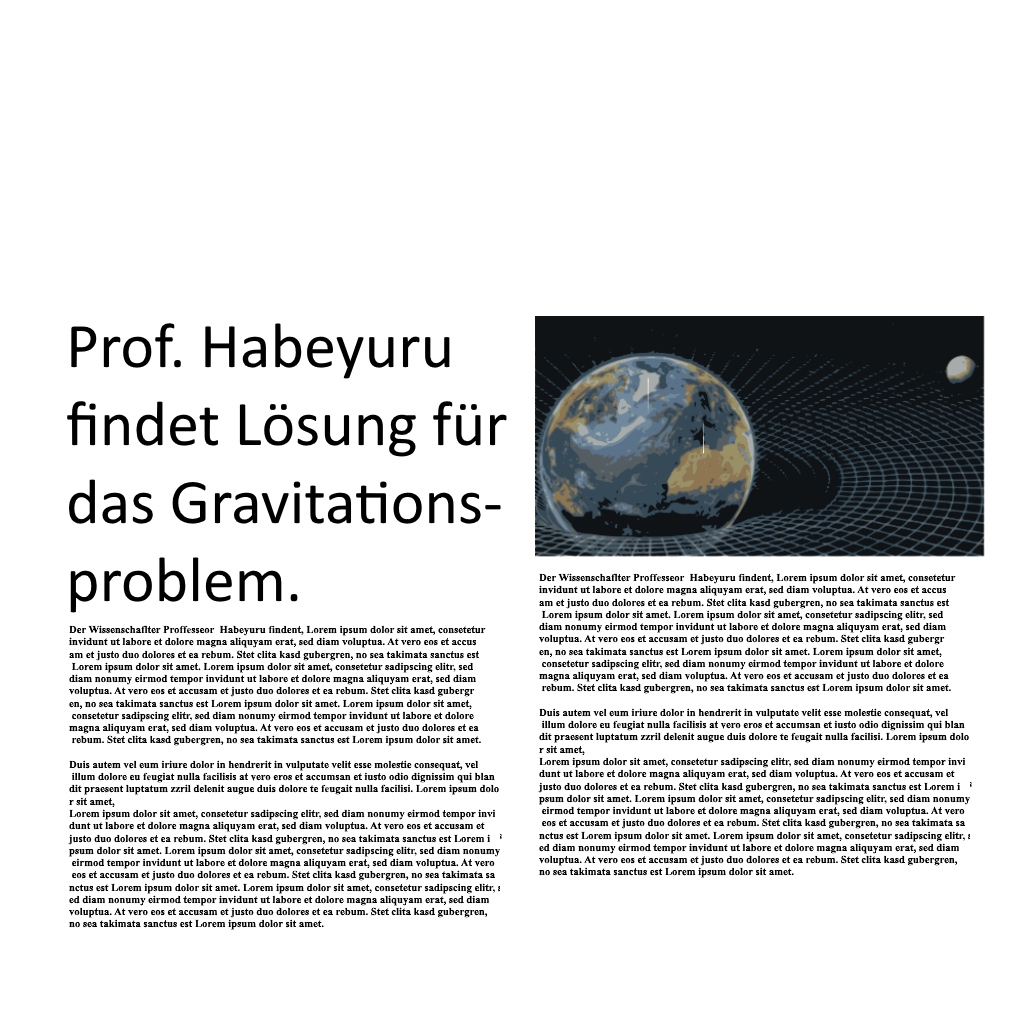 Prof. Habeyuru
findet Lösung für
das Gravitations-
problem.
Der Wissenschaflter Proffeseor  Habeyuru findent, Lorem ipsum dolor sit amet, consetetur
invidunt ut labore et dolore magna aliquyam erat, sed diam voluptua. At vero eos et accus
am et justo duo dolores et ea rebum. Stet clita kasd gubergren, no sea takimata sanctus est
Lorem ipsum dolor sit amet. Lorem ipsum dolor sit amet, consetetur sadipscing elitr, sed
diam nonumy eirmod tempor invidunt ut labore et dolore magna aliquyam erat, sed diam
voluptua. At vero eos et accusam et justo duo dolores et ea rebum. Stet clita kasd gubergr
en, no sea takimata sanctus est Lorem ipsum dolor sit amet. Lorem ipsum dolor sit amet,
consetetur sadipscing elitr, sed diam nonumy eirmod tempor invidunt ut labore et dolore
magna aliquyam erat, sed diam voluptua. At vero eos et accusam et justo duo dolores et ea
rebum. Stet clita kasd gubergren, no sea takimata sanctus est Lorem ipsum dolor sit amet.
Duis autem vel eum iriure dolor in hendrerit in vulputate velit esse molestie consequat, vel
illum dolore eu feugiat nulla facilisis at vero eros et accumsan et iusto odio dignissim qui blan
dit praesent luptatum zzril delenit augue duis dolore te feugait nulla facilisi. Lorem ipsum dolo
r sit amet,
Lorem ipsum dolor sit amet, consetetur sadipscing elitr, sed diam nonumy eirmod tempor invi
dunt ut labore et dolore magna aliquyam erat, sed diam voluptua. At vero eos et accusam et
justo duo dolores et ea rebum. Stet clita kasd gubergren, no sea takimata sanctus est Lorem i
psum dolor sit amet. Lorem ipsum dolor sit amet, consetetur sadipscing elitr, sed diam nonumy
eirmod tempor invidunt ut labore et dolore magna aliquyam erat, sed diam voluptua. At vero
eos et accusam et justo duo dolores et ea rebum. Stet clita kasd gubergren, no sea takimata sa
nctus est Lorem ipsum dolor sit amet. Lorem ipsum dolor sit amet, consetetur sadipscing elitr, s
ed diam nonumy eirmod tempor invidunt ut labore et dolore magna aliquyam erat, sed diam
voluptua. At vero eos et accusam et justo duo dolores et ea rebum. Stet clita kasd gubergren,
no sea takimata sanctus est Lorem ipsum dolor sit amet.
Der Wissenschaflter Proffeseor  Habeyuru findent, Lorem ipsum dolor sit amet, consetetur
invidunt ut labore et dolore magna aliquyam erat, sed diam voluptua. At vero eos et accus
am et justo duo dolores et ea rebum. Stet clita kasd gubergren, no sea takimata sanctus est
Lorem ipsum dolor sit amet. Lorem ipsum dolor sit amet, consetetur sadipscing elitr, sed
diam nonumy eirmod tempor invidunt ut labore et dolore magna aliquyam erat, sed diam
voluptua. At vero eos et accusam et justo duo dolores et ea rebum. Stet clita kasd gubergr
en, no sea takimata sanctus est Lorem ipsum dolor sit amet. Lorem ipsum dolor sit amet,
consetetur sadipscing elitr, sed diam nonumy eirmod tempor invidunt ut labore et dolore
magna aliquyam erat, sed diam voluptua. At vero eos et accusam et justo duo dolores et ea
rebum. Stet clita kasd gubergren, no sea takimata sanctus est Lorem ipsum dolor sit amet.
Duis autem vel eum iriure dolor in hendrerit in vulputate velit esse molestie consequat, vel
illum dolore eu feugiat nulla facilisis at vero eros et accumsan et iusto odio dignissim qui blan
dit praesent luptatum zzril delenit augue duis dolore te feugait nulla facilisi. Lorem ipsum dolo
r sit amet,
Lorem ipsum dolor sit amet, consetetur sadipscing elitr, sed diam nonumy eirmod tempor invi
dunt ut labore et dolore magna aliquyam erat, sed diam voluptua. At vero eos et accusam et
justo duo dolores et ea rebum. Stet clita kasd gubergren, no sea takimata sanctus est Lorem i
psum dolor sit amet. Lorem ipsum dolor sit amet, consetetur sadipscing elitr, sed diam nonumy
eirmod tempor invidunt ut labore et dolore magna aliquyam erat, sed diam voluptua. At vero
eos et accusam et justo duo dolores et ea rebum. Stet clita kasd gubergren, no sea takimata sa
nctus est Lorem ipsum dolor sit amet. Lorem ipsum dolor sit amet, consetetur sadipscing elitr, s
ed diam nonumy eirmod tempor invidunt ut labore et dolore magna aliquyam erat, sed diam
voluptua. At vero eos et accusam et justo duo dolores et ea rebum. Stet clita kasd gubergren,
no sea takimata sanctus est Lorem ipsum dolor sit amet.